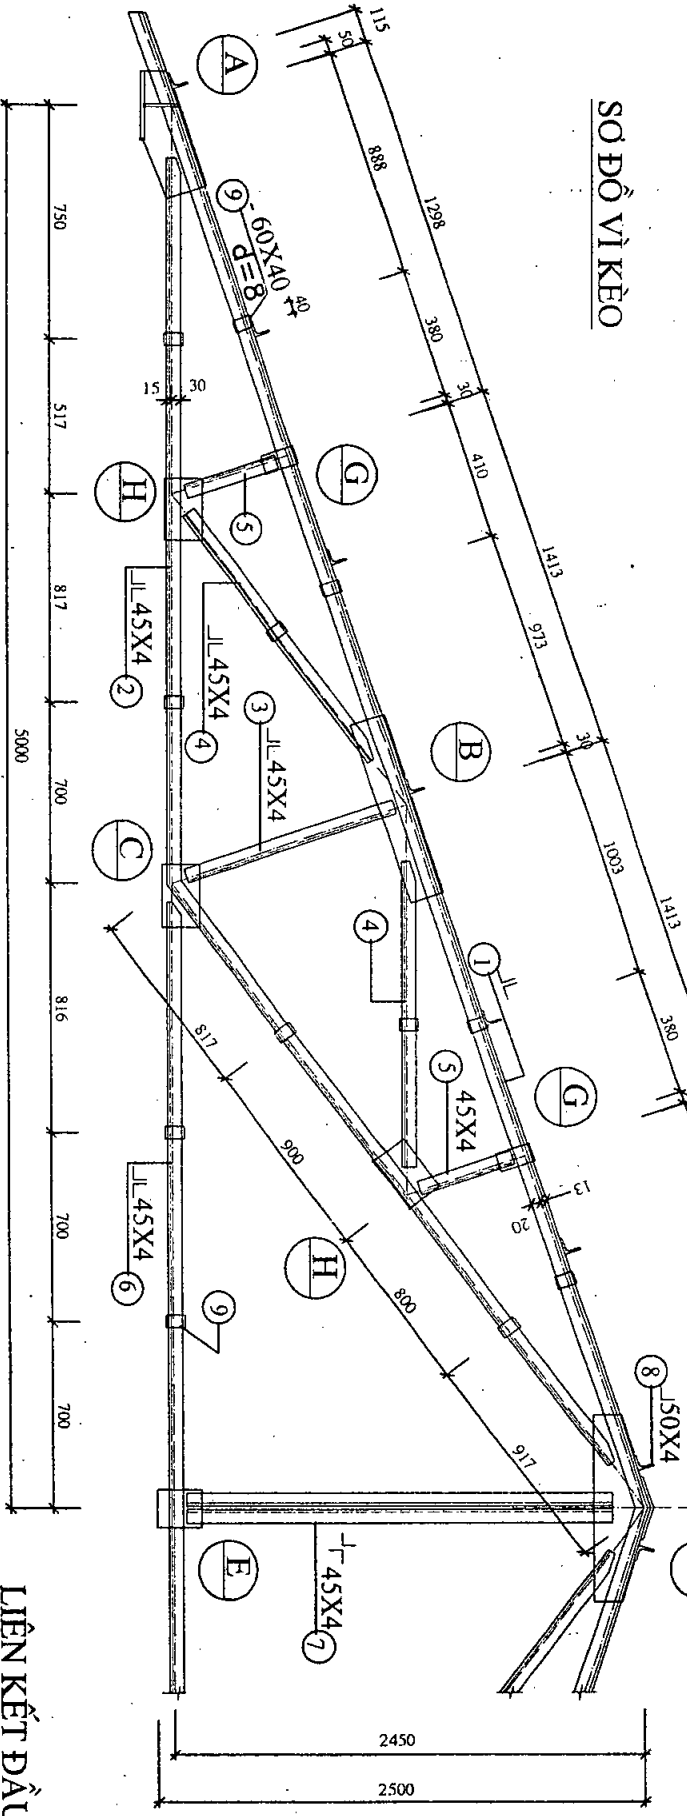 SƠ ĐỒ VÌ KÈO
115
50
888
1298
380
30
410
1413
973
30
1003
1413
380
A
9 - 60X40
d=8
40
G
B
1
G
13
20
8
50X4
15
30
H
5
2
45X4
45X4
4
3
45X4
C
4
5
45X4
H
817
900
800
917
45X4
6
9
E
45X4
7
750
517
817
700
816
700
700
5000
2450
2500
LIÊN KẾT ĐẦU